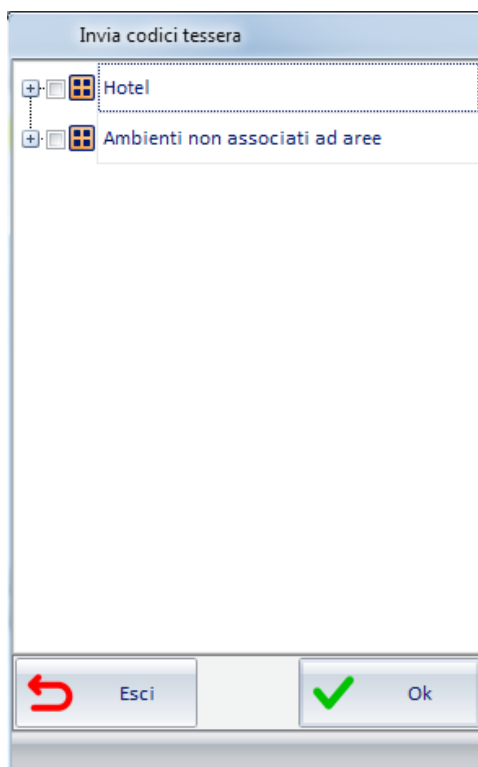 Invia codici tessera
Hotel
Ambienti non associati ad aree
Esci
Ok